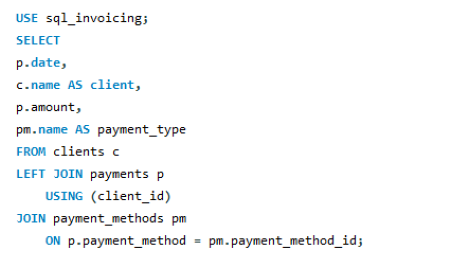 USE sql_invoicing;
SELECT
p.date,
c.name AS client,
p.amount,
pm.name AS payment_type
FROM clients c
LEFT JOIN payments p
    USING (client_id)
JOIN payment_methods pm
    ON p.payment_method = pm.payment_method_id;